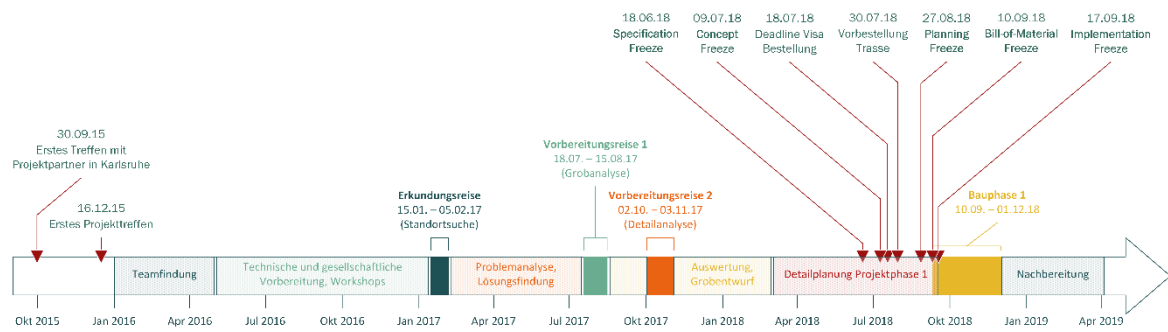 18.06.18
Specification
Freeze
09.07.18
Concept
Freeze
18.07.18
Deadline Visa
Bestellung
30.07.18
Vorbestellung
Trasse
27.08.18
Planning
Freeze
10.09.18
Bill-of-Material
Freeze
17.09.18
Implementation
Freeze
30.09.15
Erstes Treffen mit
Projektpartner in Karlsruhe
16.12.15
Erstes Projekttreffen
Erkundungsreise
15.01. – 05.02.17
(Standortsuche)
Vorbereitungsreise 1
18.07. – 15.08.17
(Grobanalyse)
Vorbereitungsreise 2
02.10. – 03.11.17
(Detailanalyse)
Bauphase 1
10.09. – 01.12.18
Teamfindung
Technische und gesellschaftliche
Vorbereitung, Workshops
Problemanalyse,
Lösungsfindung
Auswertung,
Grobentwurf
Detailplanung Projektphase 1
Nachbereitung
Okt 2015
Jan 2016
Apr 2016
Jul 2016
Okt 2016
Jan 2017
Apr 2017
Jul 2017
Okt 2017
Jan 2018
Apr 2018
Jul 2018
Okt 2018
Jan 2019
Apr 2019